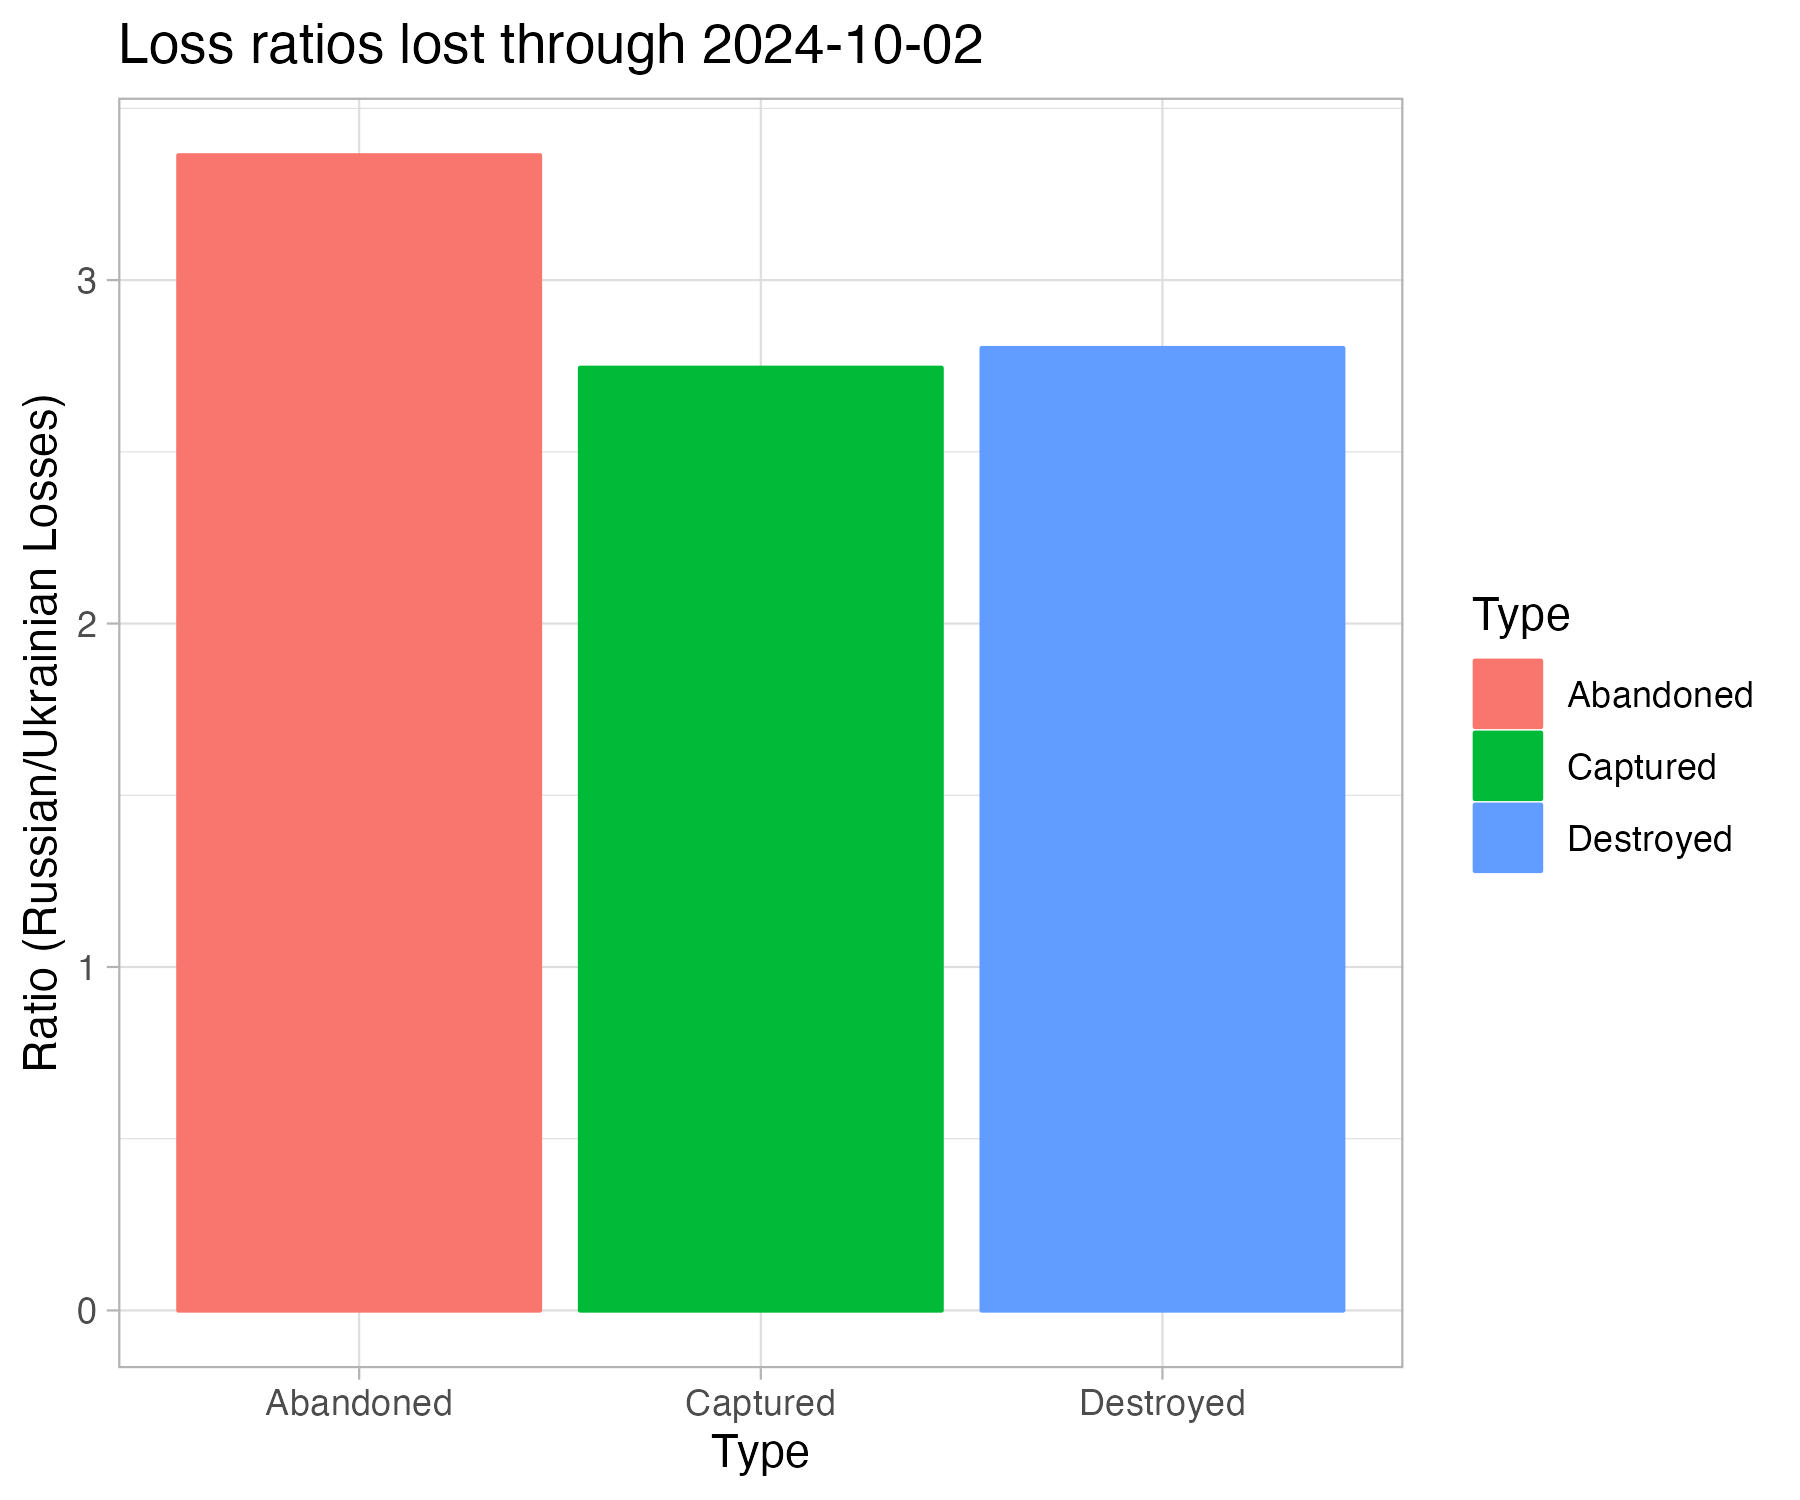 Loss ratios lost through 2024-10-02
Ratio (Russian/Ukrainian Losses)
3
2
1
0
Abandoned
Captured
Destroyed
Type
Type
Abandoned
Captured
Destroyed